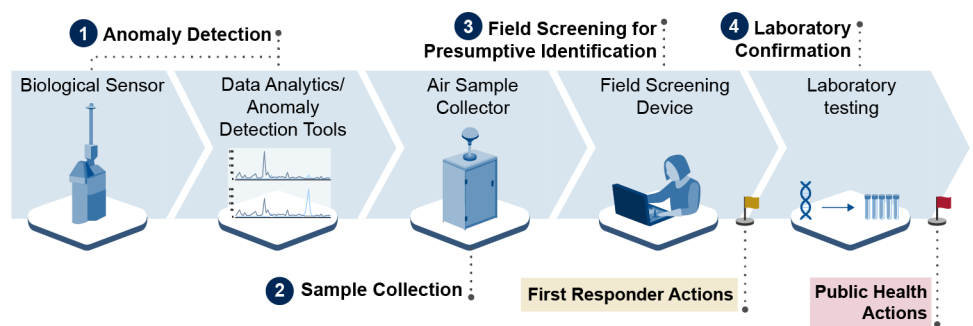 1 Anomaly Detection
3 Field Screening for
Presumptive Identification
4 Laboratory
Confirmation
Biological Sensor
Data Analytics/
Anomaly
Detection Tools
Air Sample
Collector
Field Screening
Device
Laboratory
testing
2 Sample Collection
First Responder Actions
Public Health
Actions